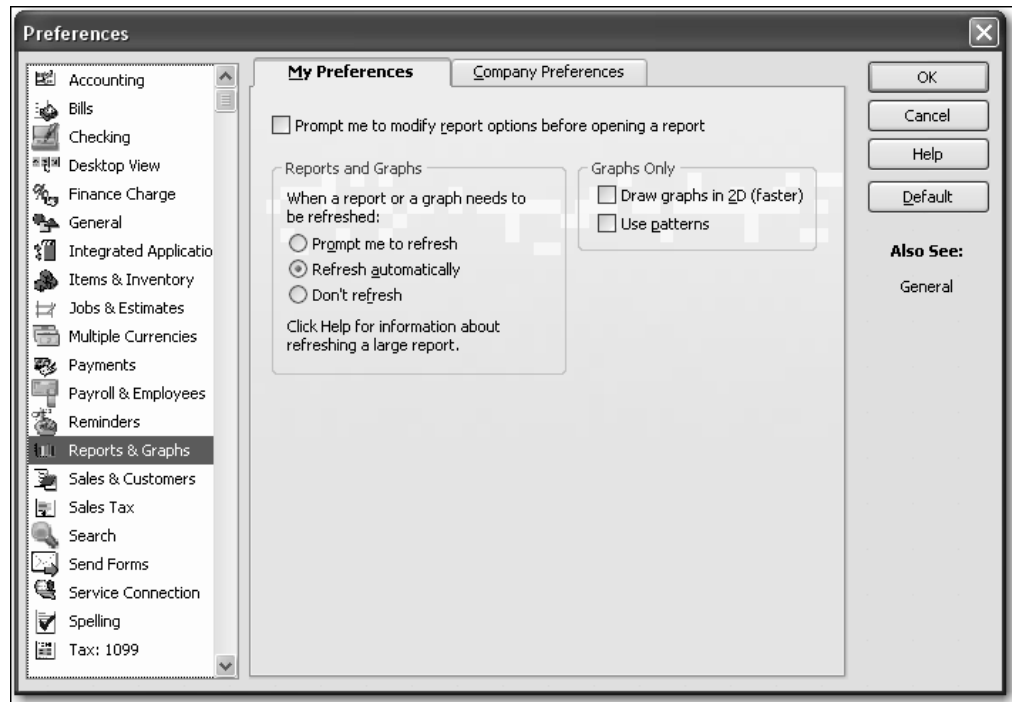 Preferences
Accounting
Bills
Checking
Desktop View
Finance Charge
General
Integrated Applicatio
Items & Inventory
Jobs & Estimates
Multiple Currencies
Payments
Payroll & Employees
Reminders
Reports & Graphs
Sales & Customers
Sales Tax
Search
Send Forms
Service Connection
Spelling
Tax: 1099
My Preferences
Company Preferences
Prompt me to modify report options before opening a report
Reports and Graphs
When a report or a graph needs to
be refreshed:
Prompt me to refresh
Refresh automatically
Don't refresh
Click Help for information about
refreshing a large report.
Graphs Only
Draw graphs in 2D (faster)
Use patterns
OK
Cancel
Help
Default
Also See:
General